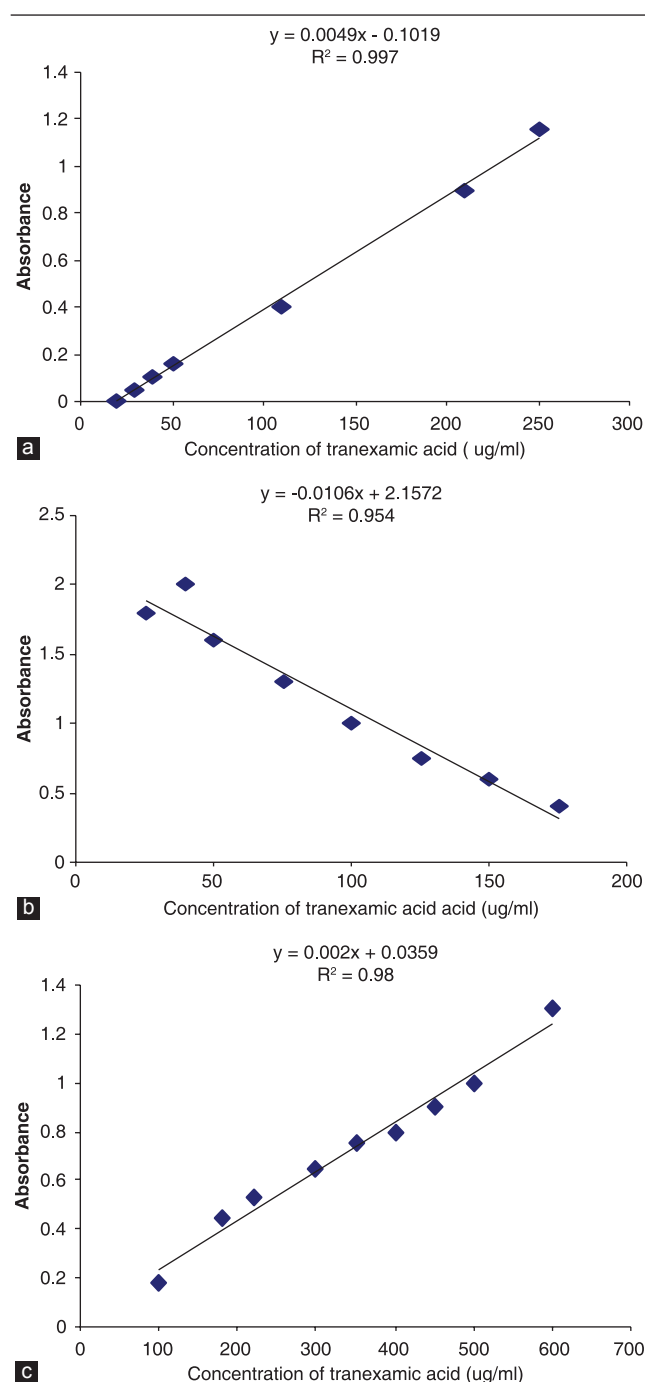 y = 0.0049x - 0.1019
R² = 0.997
1.4
1.2
1
0.8
0.6
0.4
0.2
0
Absorbance
0 50 100 150 200 250 300
Concentration of tranexamic acid ( ug/ml)
a
y = -0.0106x + 2.1572
R² = 0.954
2.5
2
1.5
1
0.5
0
Absorbance
0 50 100 150 200
Concentration of tranexamic acid acid (ug/ml)
b
y = 0.002x + 0.0359
R² = 0.98
1.4
1.2
1
0.8
0.6
0.4
0.2
0
Absorbance
0 100 200 300 400 500 600 700
Concentration of tranexamic acid (ug/ml)
c